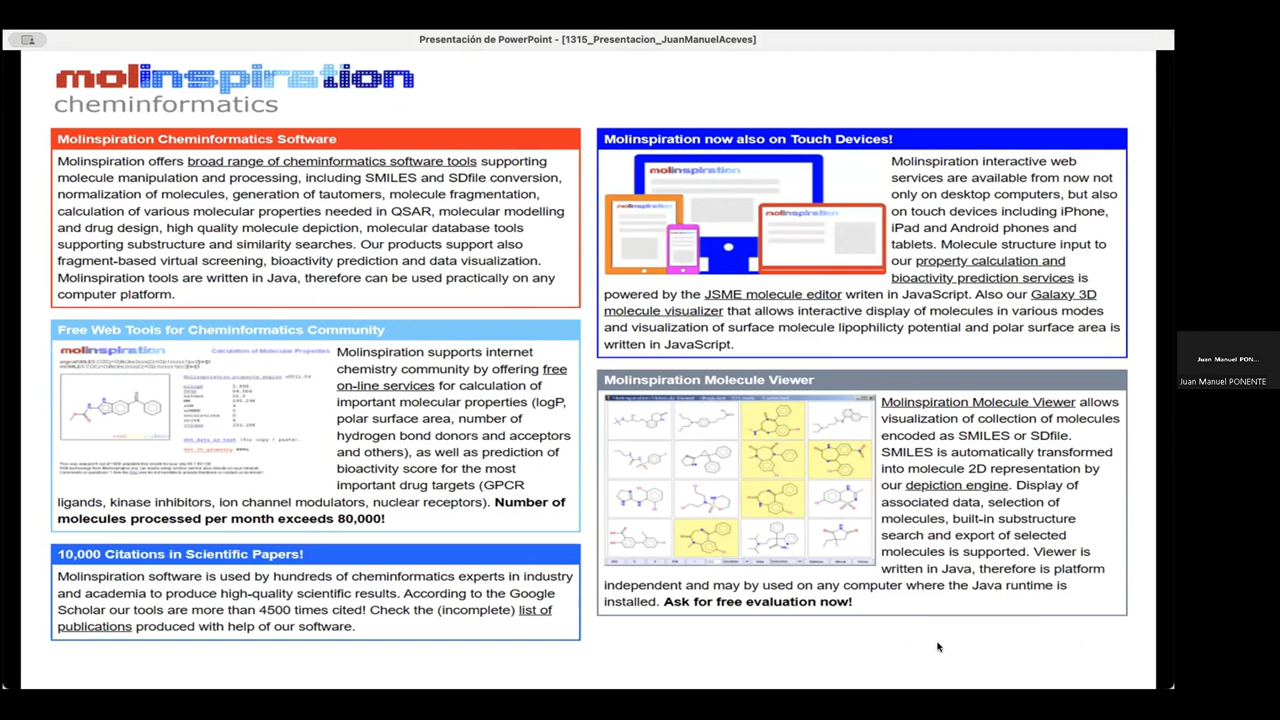 Presentación de PowerPoint - [1315_Presentacion_JuanManuelAceves]
molinspiration
cheminformatics
Molinspiration Cheminformatics Software
Molinspiration offers broad range of cheminformatics software tools supporting
molecule manipulation and processing, including SMILES and SDfile conversion,
normalization of molecules, generation of tautomers, molecule fragmentation,
calculation of various molecular properties needed in QSAR, molecular modelling
and drug design, high quality molecule depiction, molecular database tools
supporting substructure and similarity searches. Our products support also
fragment-based virtual screening, bioactivity prediction and data visualization.
Molinspiration tools are written in Java, therefore can be used practically on any
computer platform.
Free Web Tools for Cheminformatics Community
molinspiration
Calculation of Molecular Properties
Molinspiration supports internet
chemistry community by offering free
on-line services for calculation of
important molecular properties (logP,
polar surface area, number of
hydrogen bond donors and acceptors
and others), as well as prediction of
bioactivity score for the most
important drug targets (GPCR
ligands, kinase inhibitors, ion channel modulators, nuclear receptors). Number of
molecules processed per month exceeds 80,000!
10,000 Citations in Scientific Papers!
Molinspiration software is used by hundreds of cheminformatics experts in industry
and academia to produce high-quality scientific results. According to the Google
Scholar our tools are more than 4500 times cited! Check the (incomplete) list of
publications produced with help of our software.
Molinspiration now also on Touch Devices!
molinspiration
molinspiration
molinspiration
molinspiration
Molinspiration interactive web
services are available from now not
only on desktop computers, but also
on touch devices including iPhone,
iPad and Android phones and
tablets. Molecule structure input to
our property calculation and
bioactivity prediction services is
powered by the JSME molecule editor writen in JavaScript. Also our Galaxy 3D
molecule visualizer that allows interactive display of molecules in various modes
and visualization of surface molecule lipophilicity potential and polar surface area is
written in JavaScript.
Molinspiration Molecule Viewer
Molinspiration Molecule Viewer allows
visualization of collection of molecules
encoded as SMILES or SDfile.
SMILES is automatically transformed
into molecule 2D representation by
our depiction engine. Display of
associated data, selection of
molecules, built-in substructure
search and export of selected
molecules is supported. Viewer is
written in Java, therefore is platform
independent and may by used on any computer where the Java runtime is
installed. Ask for free evaluation now!
Juan Manuel PON...
Juan Manuel PONENTE